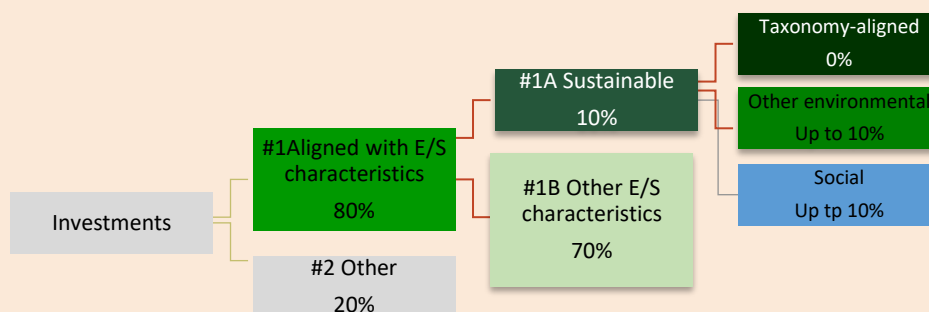 Investments
#1Aligned with E/S
characteristics
80%
#2 Other
20%
#1A Sustainable
10%
#1B Other E/S
characteristics
70%
Taxonomy-aligned
0%
Other environmental
Up to 10%
Social
Up tp 10%